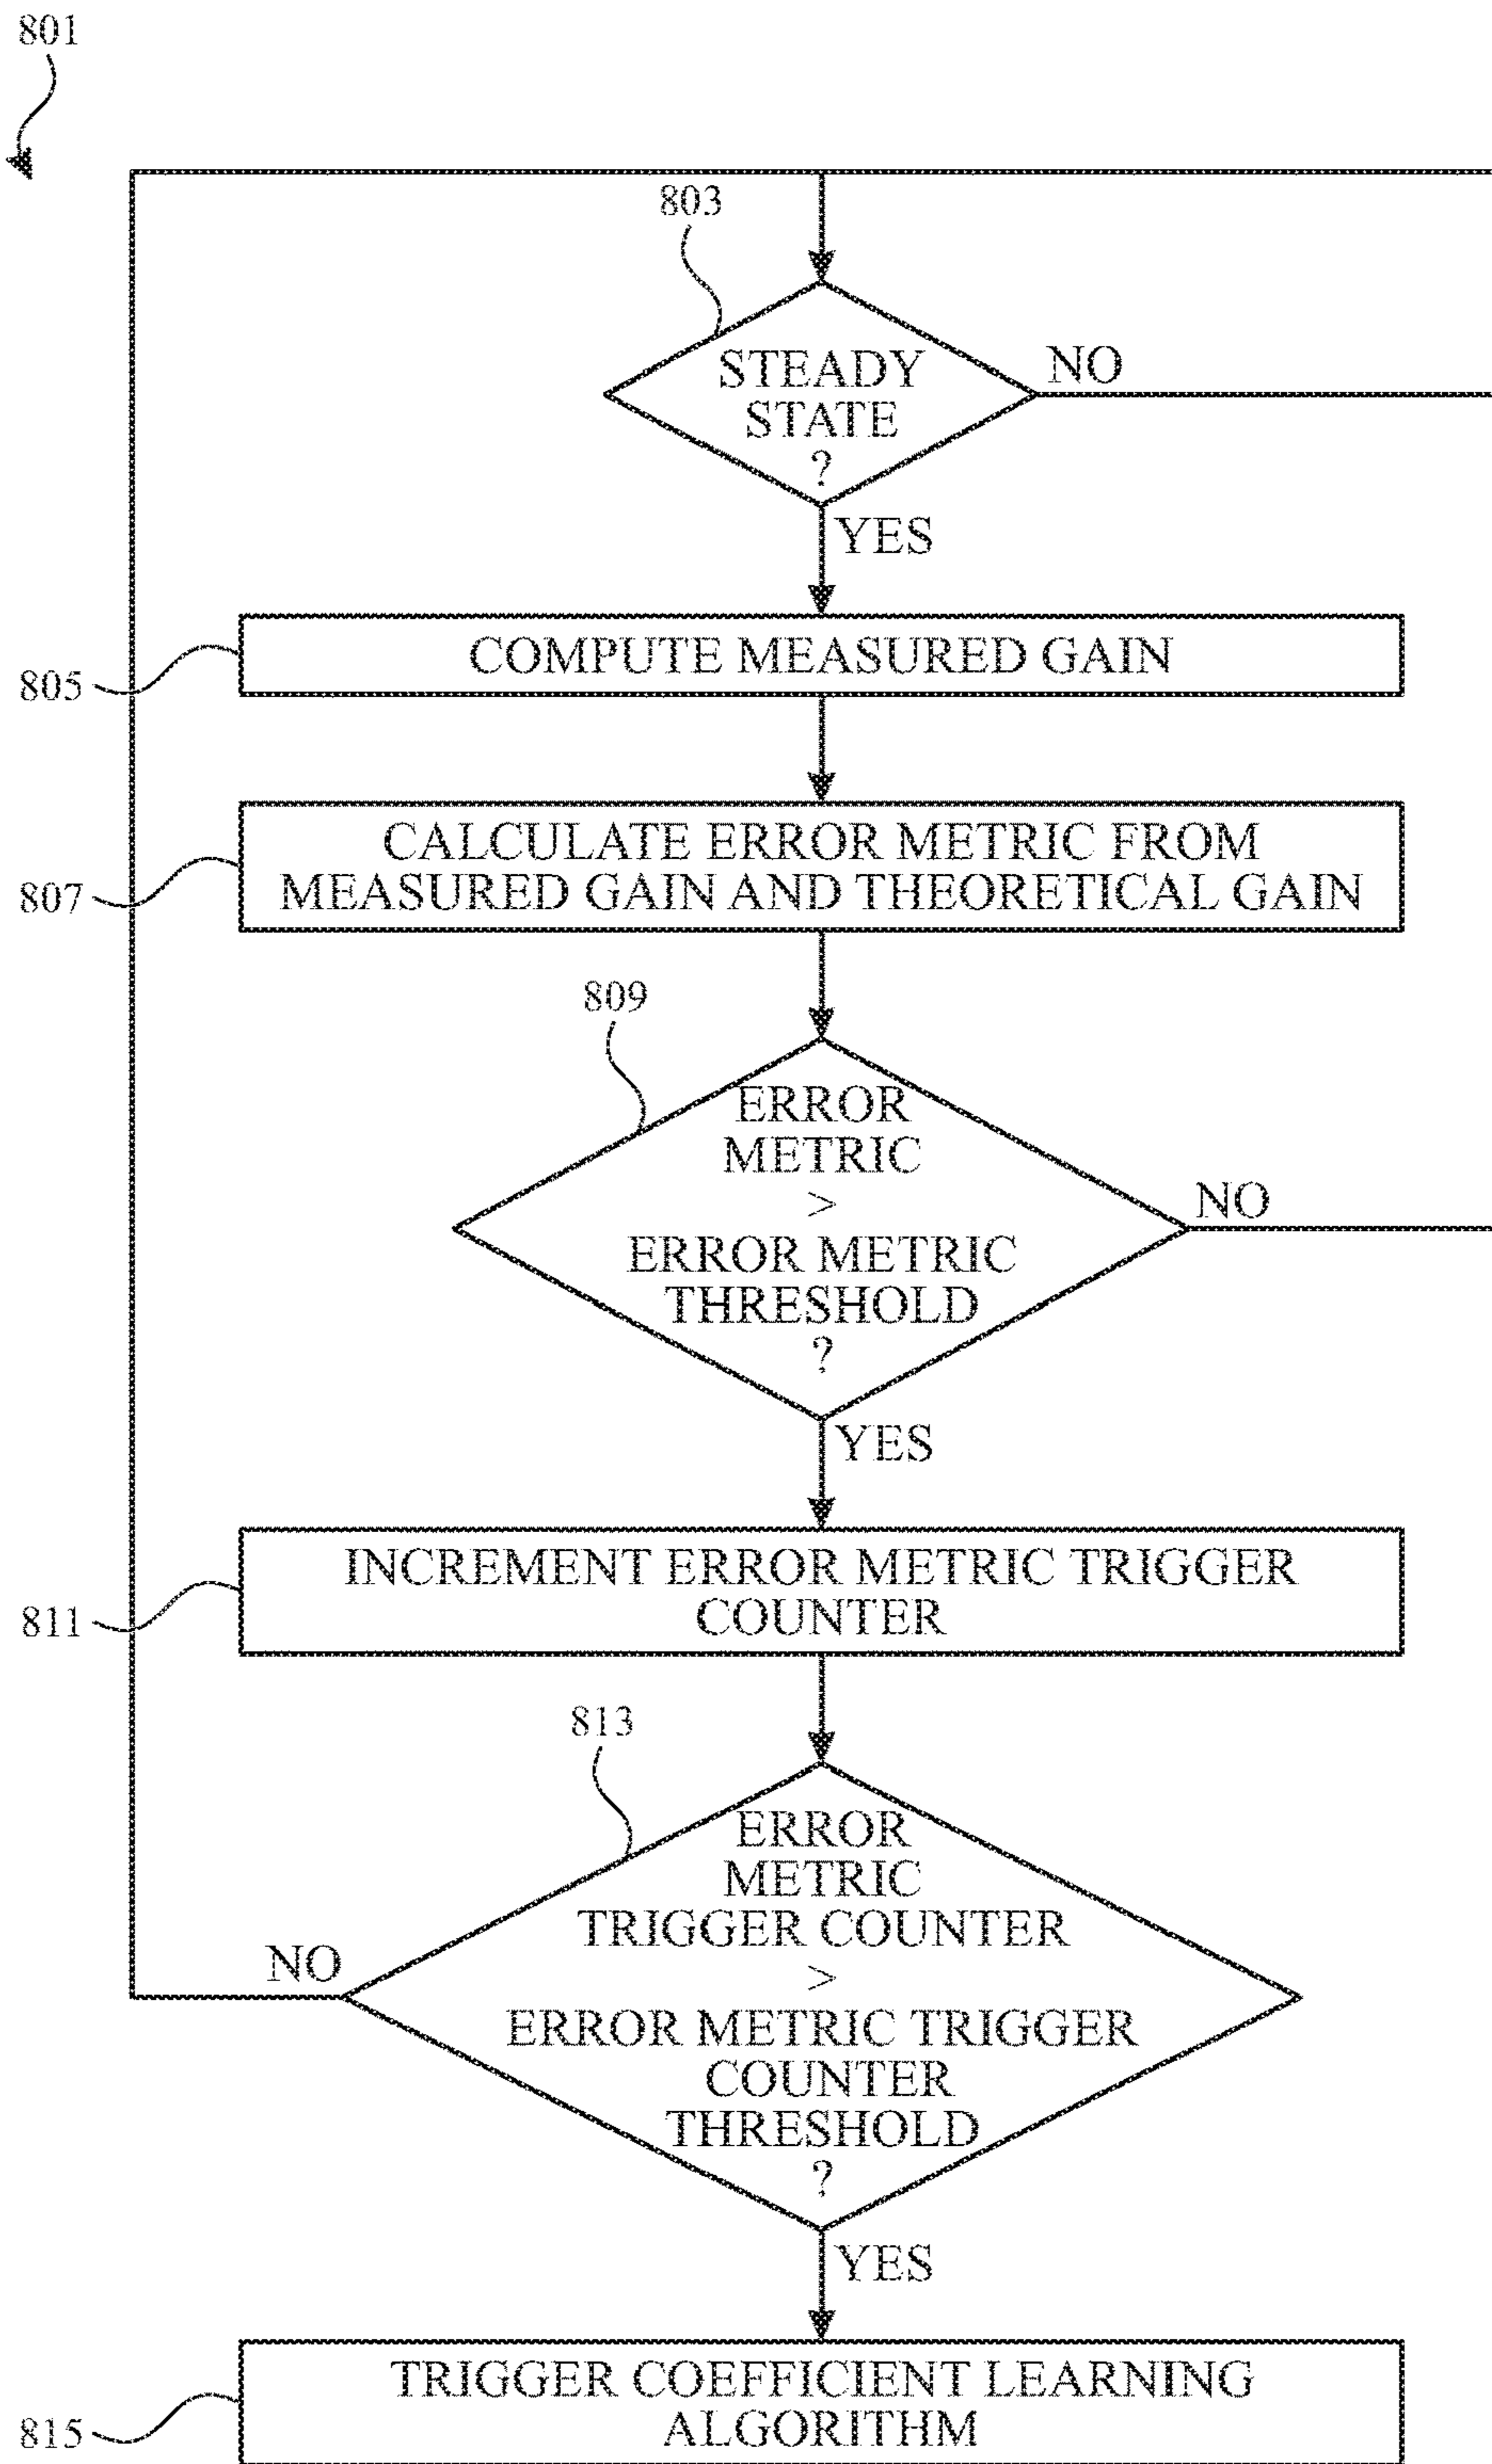 801
803
STEADY
STATE
?
NO
YES
805
COMPUTE MEASURED GAIN
807
CALCULATE ERROR METRIC FROM
MEASURED GAIN AND THEORETICAL GAIN
809
ERROR
METRIC
>
ERROR METRIC
THRESHOLD
?
NO
YES
811
INCREMENT ERROR METRIC TRIGGER
COUNTER
813
ERROR
METRIC
TRIGGER COUNTER
>
ERROR METRIC TRIGGER
COUNTER
THRESHOLD
?
NO
YES
815
TRIGGER COEFFICIENT LEARNING
ALGORITHM